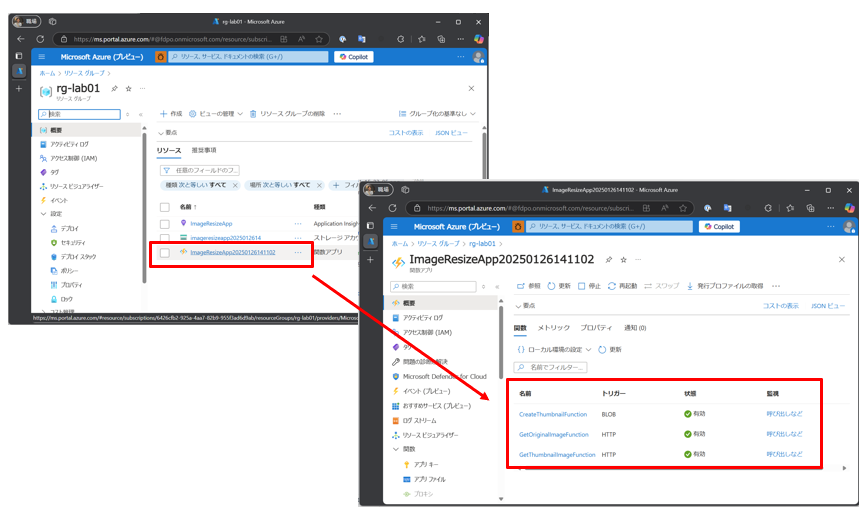 職場
rg-lab01 - Microsoft Azure
https://ms.portal.azure.com/#@fdpo.onmicrosoft.com/resource/subscri...
Microsoft Azure (プレビュー)
リソース、サービス、ドキュメントの検索 (G+/)
Copilot
ホーム > リソース グループ >
rg-lab01
リソース グループ
検索
概要
アクティビティ ログ
アクセス制御 (IAM)
タグ
リソース ビジュアライザー
イベント
設定
デプロイ
セキュリティ
デプロイ スタック
ポリシー
プロパティ
ロック
コスト管理
作成
ビューの管理
リソース グループの削除
グループ化の基準なし
要点
コストの表示
JSON ビュー
リソース
推奨事項
任意のフィールドのフ...
種類 次と等しい すべて
場所 次と等しい すべて
名前 ↑
種類
ImageResizeApp
Application Insigh
imageresizeapp2025012614
ストレージ アカウ
ImageResizeApp20250126141102
関数アプリ
職場
ImageResizeApp20250126141102 - Microsoft Azure
https://ms.portal.azure.com/#@fdpo.onmicrosoft.com/resource/subscri...
Microsoft Azure (プレビュー)
リソース、サービス、ドキュメントの検索 (G+/)
Copilot
ホーム > リソース グループ > rg-lab01 >
ImageResizeApp20250126141102
関数アプリ
検索
概要
アクティビティ ログ
アクセス制御 (IAM)
タグ
問題の診断と解決
Microsoft Defender for Cloud
イベント (プレビュー)
おすすめサービス (プレビュー)
ログ ストリーム
リソース ビジュアライザー
関数
アプリ キー
アプリ ファイル
プロキシ
参照
更新
停止
再起動
スワップ
発行プロファイルの取得
要点
コストの表示
JSON ビュー
関数
メトリック
プロパティ
通知 (0)
ローカル環境の設定
更新
名前でフィルター...
名前 トリガー 状態 監視
CreateThumbnailFunction BLOB 有効 呼び出しなど
GetOriginalImageFunction HTTP 有効 呼び出しなど
GetThumbnailImageFunction HTTP 有効 呼び出しなど